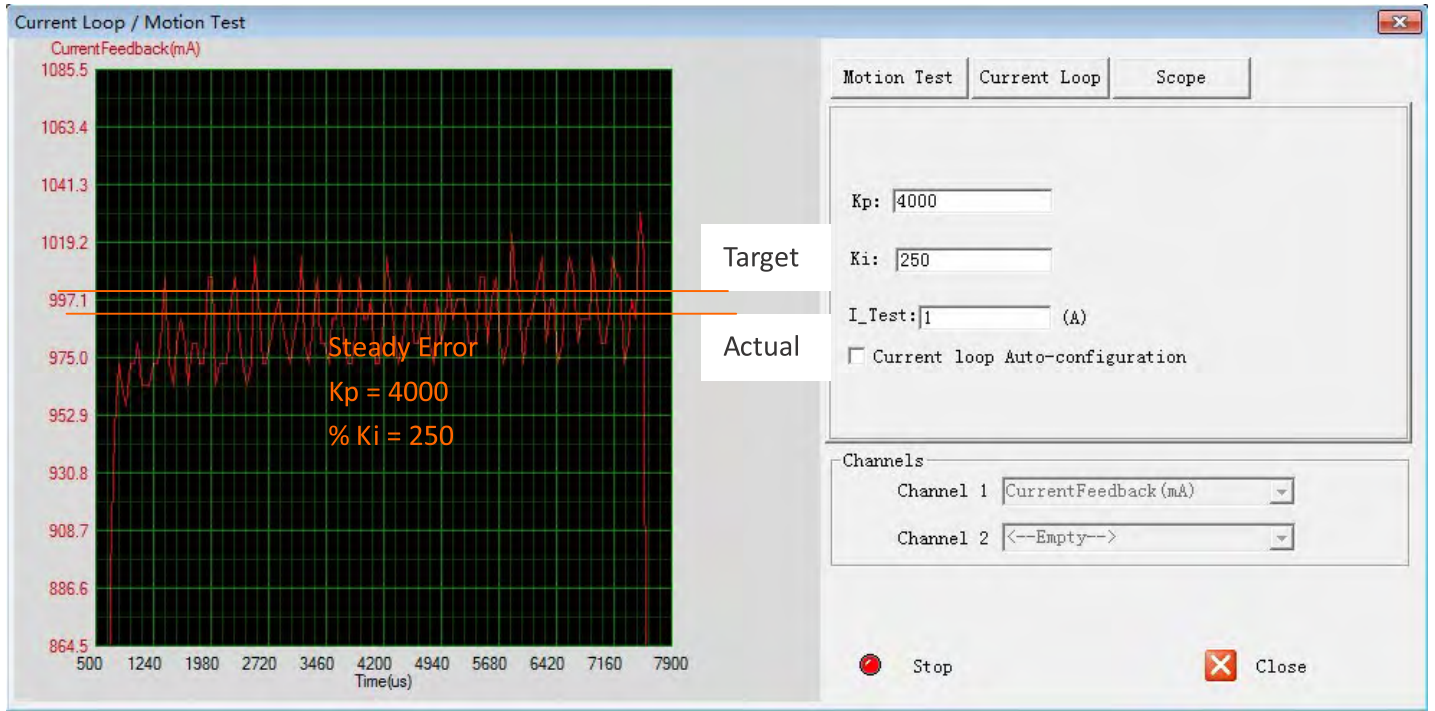 Current Loop / Motion Test
CurrentFeedback(mA)
1085.5
1063.4
1041.3
1019.2
997.1
975.0
952.9
930.8
908.7
886.6
864.5
500 1240 1980 2720 3460 4200 4940 5680 6420 7160 7900
Time(us)
Target
Actual
Steady Error
Kp = 4000
% Ki = 250
Motion Test Current Loop Scope
Kp: 4000
Ki: 250
I_Test: 1 (A)
Current loop Auto-configuration
Channels
Channel 1 CurrentFeedback(mA)
Channel 2 <--Empty-->
Stop Close